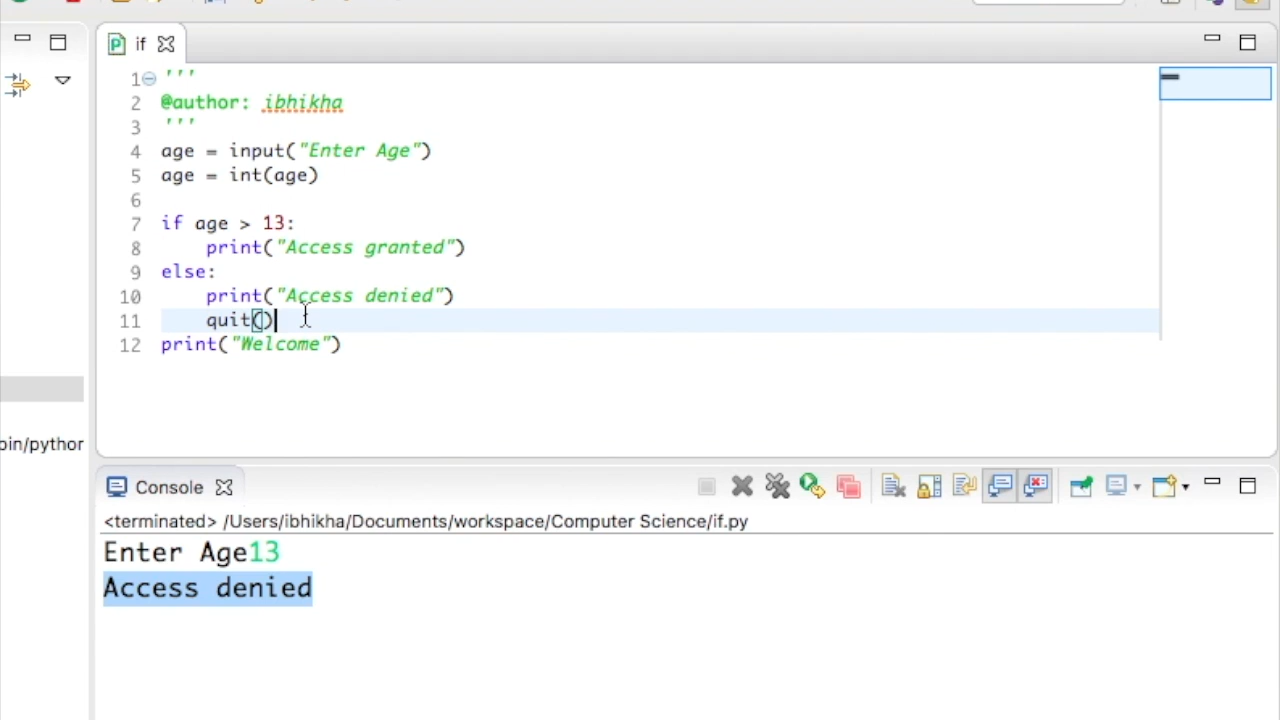 if
1 '''
2 @author: ibhikha
3 '''
4 age = input("Enter Age")
5 age = int(age)
6
7 if age > 13:
8     print("Access granted")
9 else:
10     print("Access denied")
11     quit()
12 print("Welcome")
oin/pythor
Console
<terminated> /Users/ibhikha/Documents/workspace/Computer Science/if.py
Enter Age13
Access denied